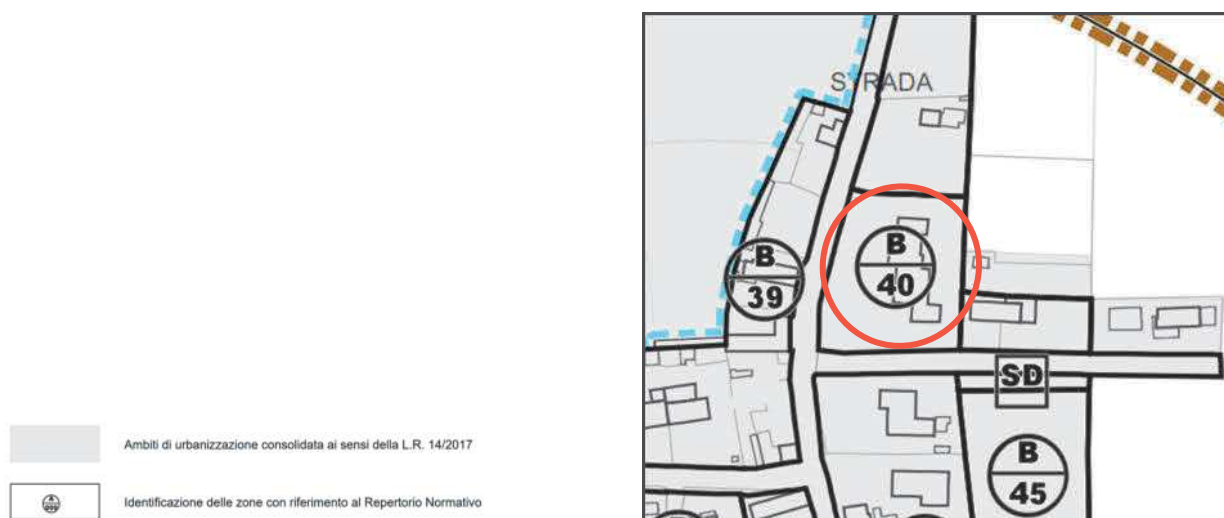 STRADA
B
39
B
40
SD
B
45
Ambiti di urbanizzazione consolidata ai sensi della L.R. 14/2017
Identificazione delle zone con riferimento al Repertorio Normativo